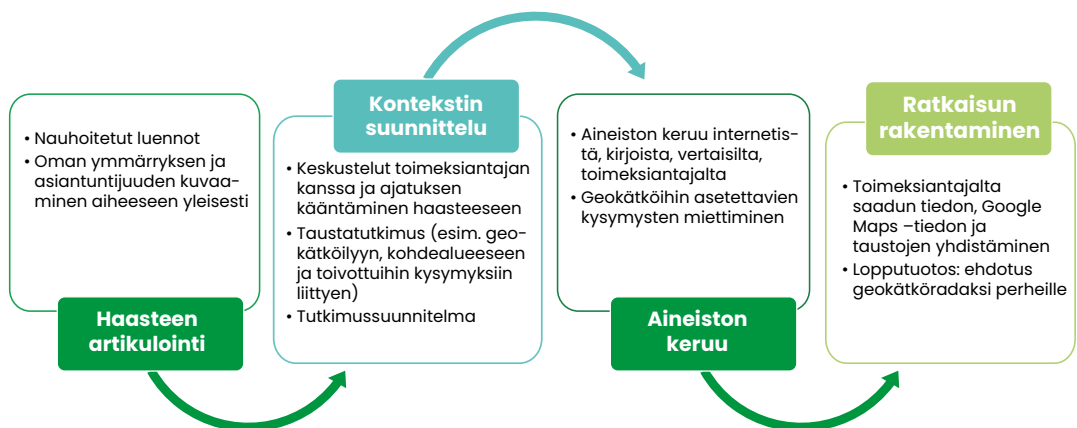 • Nauhoitetut luennot
• Oman ymmärryksen ja
asiantuntijuuden kuvaa-
minen aiheeseen yleisesti
Haasteen
artikulointi
Kontekstin
suunnittelu
• Keskustelut toimeksiantajan
kanssa ja ajatuksen
kääntäminen haasteeseen
• Taustatutkimus (esim. geo-
kätköilyyn, kohdealueeseen
ja toivottuihin kysymyksiin
liittyen)
• Tutkimussuunnitelma
• Aineiston keruu internetis-
tä, kirjoista, vertaisilta,
toimeksiantajalta
• Geokätköihin asetettavien
kysymysten miettiminen
Aineiston
keruu
Ratkaisun
rakentaminen
• Toimeksiantajalta
saadun tiedon, Google
Maps –tiedon ja
taustojen yhdistäminen
• Lopputuotos: ehdotus
geokätköradaksi perheille